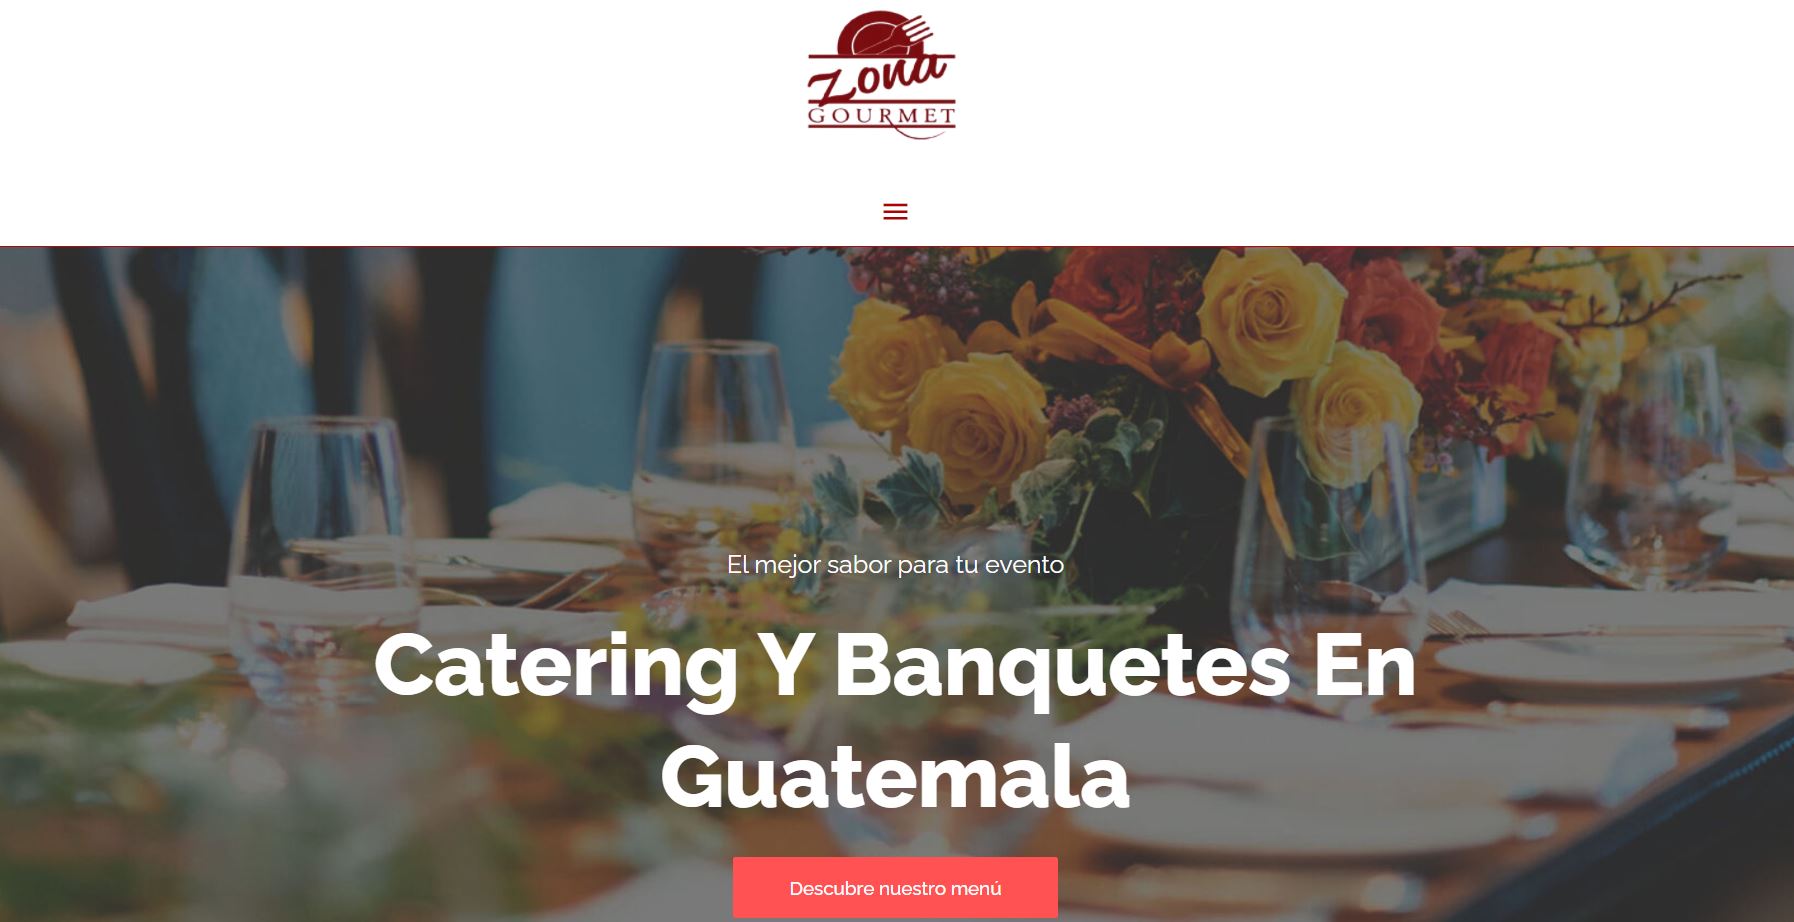 Zona
GOURMET
El mejor sabor para tu evento
Catering Y Banquetes En
Guatemala
Descubre nuestro menú